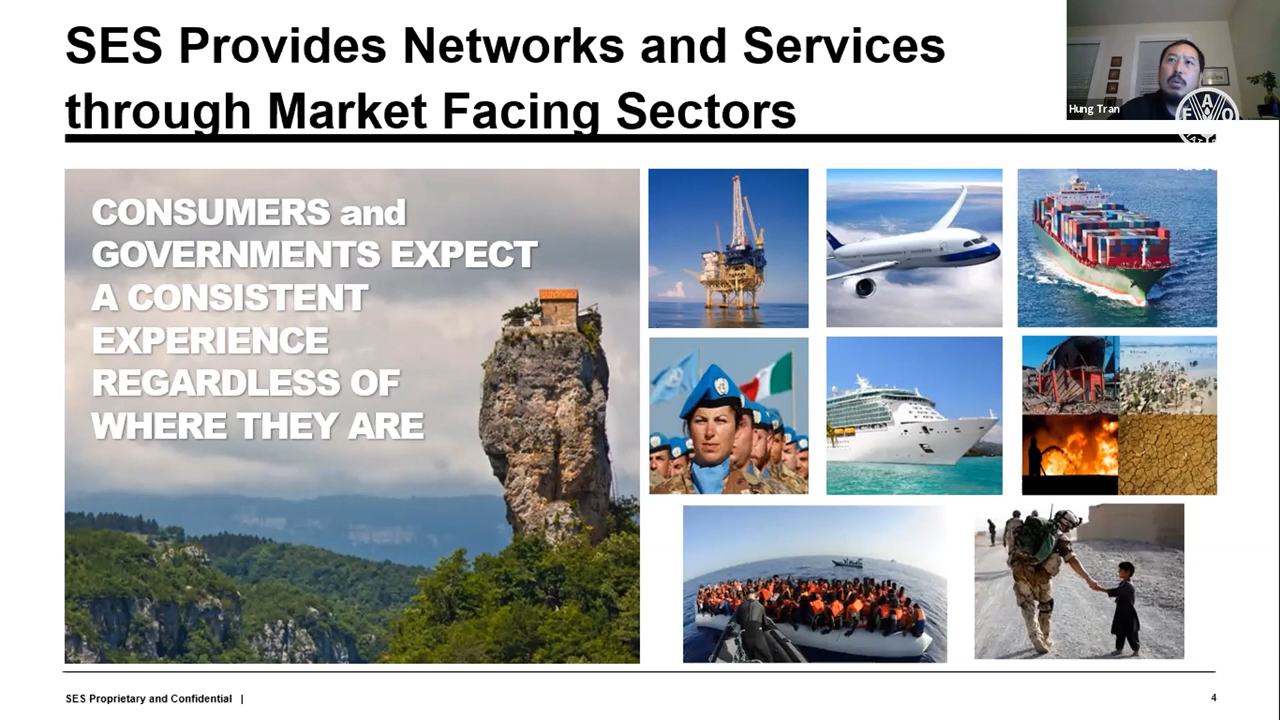 SES Provides Networks and Services
through Market Facing Sectors
Hung Tran
CONSUMERS and
GOVERNMENTS EXPECT
A CONSISTENT
EXPERIENCE
REGARDLESS OF
WHERE THEY ARE
SES Proprietary and Confidential |
4